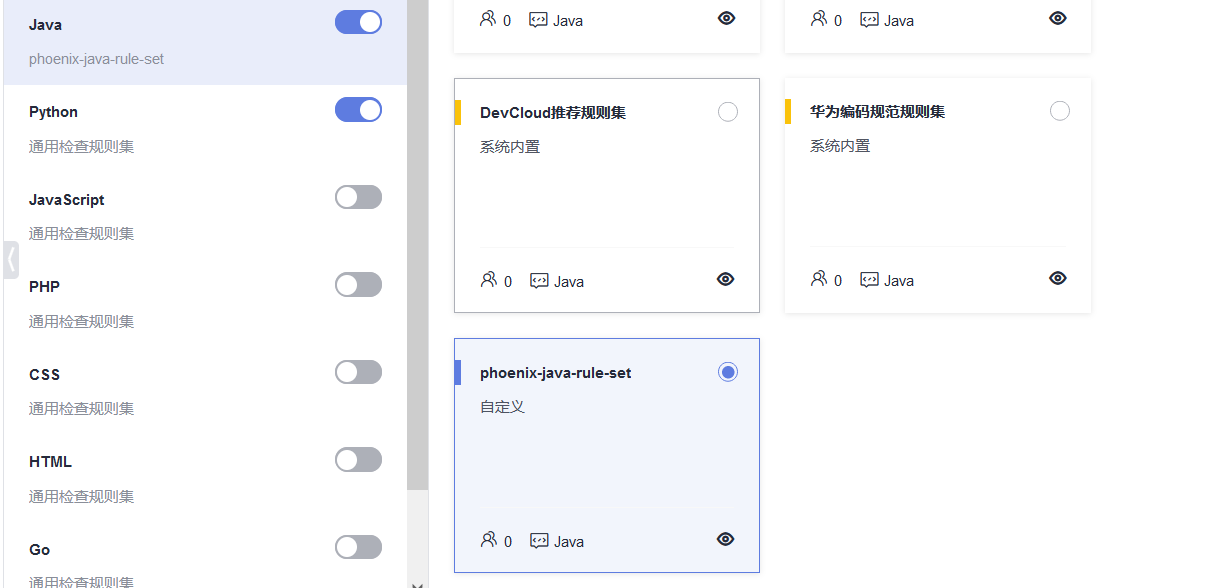 Java
phoenix-java-rule-set
Python
通用检查规则集
JavaScript
通用检查规则集
PHP
通用检查规则集
CSS
通用检查规则集
HTML
通用检查规则集
Go
通用检查规则集
0 Java
0 Java
DevCloud推荐规则集
系统内置
0 Java
华为编码规范规则集
系统内置
0 Java
phoenix-java-rule-set
自定义
0 Java